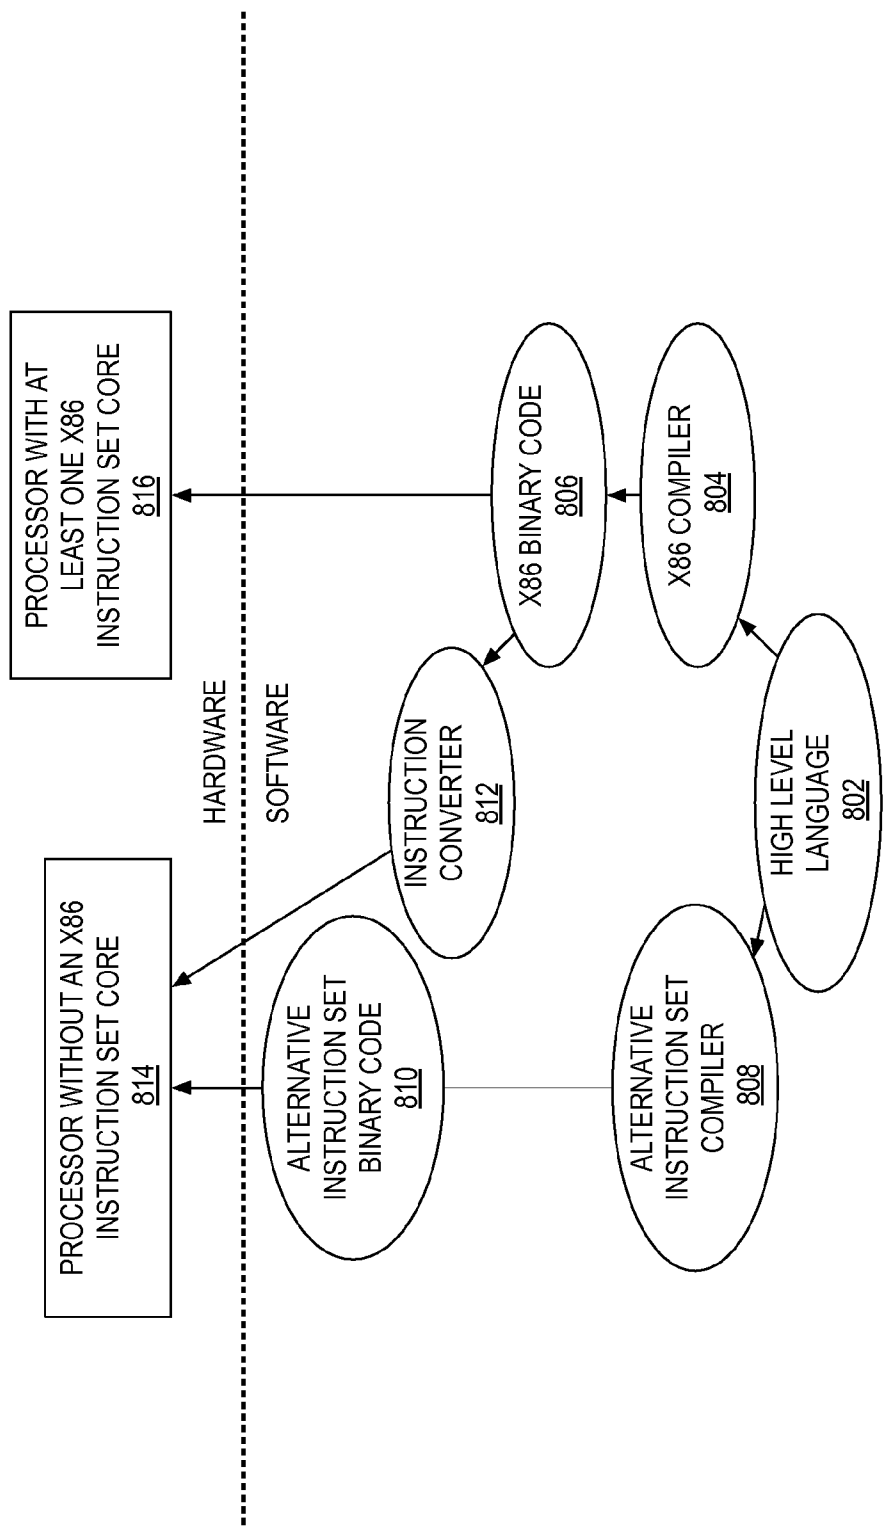 PROCESSOR WITHOUT AN X86
INSTRUCTION SET CORE
814
PROCESSOR WITH AT
LEAST ONE X86
INSTRUCTION SET CORE
816
HARDWARE
SOFTWARE
ALTERNATIVE
INSTRUCTION SET
BINARY CODE
810
INSTRUCTION
CONVERTER
812
X86 BINARY CODE
806
ALTERNATIVE
INSTRUCTION SET
COMPILER
808
X86 COMPILER
804
HIGH LEVEL
LANGUAGE
802